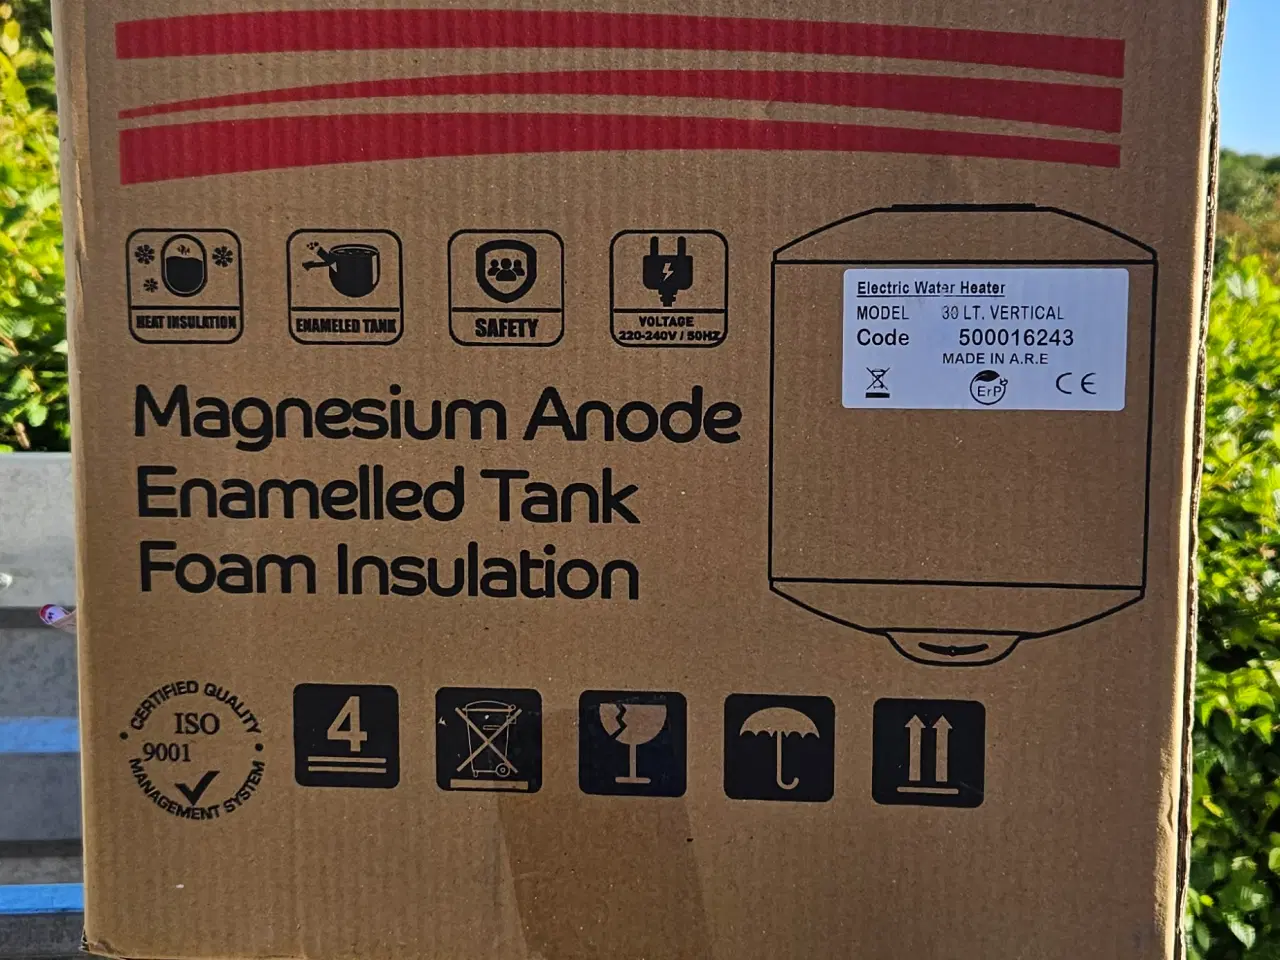 HEAT INSULATION
ENAMELED TANK
SAFETY
VOLTAGE
220-240V / 50HZ
Electric Water Heater
MODEL 30 LT. VERTICAL
Code 500016243
MADE IN A.R.E
ErP
CE
Magnesium Anode
Enamelled Tank
Foam Insulation
CERTIFIED QUALITY
ISO
9001
MANAGEMENT SYSTEM
4